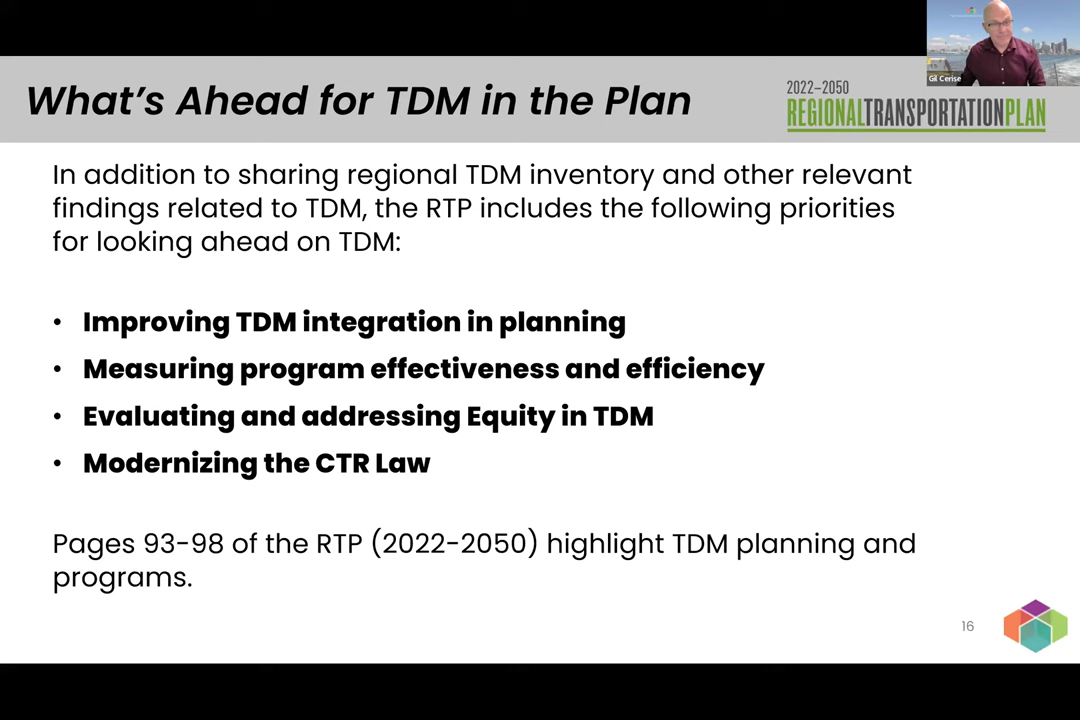 Gil Cerise
What's Ahead for TDM in the Plan
2022–2050
REGIONALTRANSPORTATIONPLAN
In addition to sharing regional TDM inventory and other relevant
findings related to TDM, the RTP includes the following priorities
for looking ahead on TDM:
• Improving TDM integration in planning
• Measuring program effectiveness and efficiency
• Evaluating and addressing Equity in TDM
• Modernizing the CTR Law
Pages 93-98 of the RTP (2022-2050) highlight TDM planning and
programs.
16